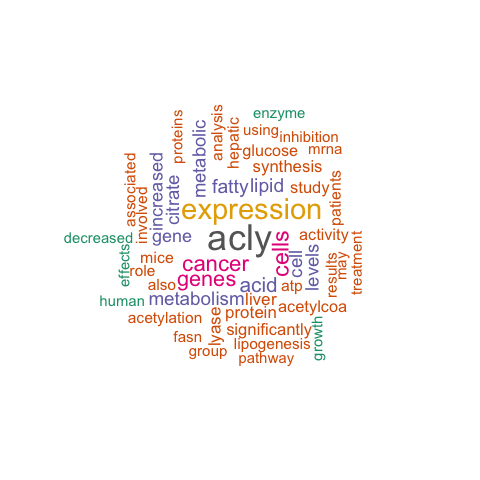 enzyme
using
inhibition
proteins
analysis
hepatic
glucose
mrna
metabolic
synthesis
associated
involved
increased
citrate
fatty
lipid
study
patients
expression
decreased
gene
acly
cells
activity
effects
mice
role
cancer
cell
levels
results
may
treatment
also
genes
acid
atp
human
metabolism
liver
acetylcoa
acetylation
lyase
protein
significantly
growth
fasn
lipogenesis
group
pathway